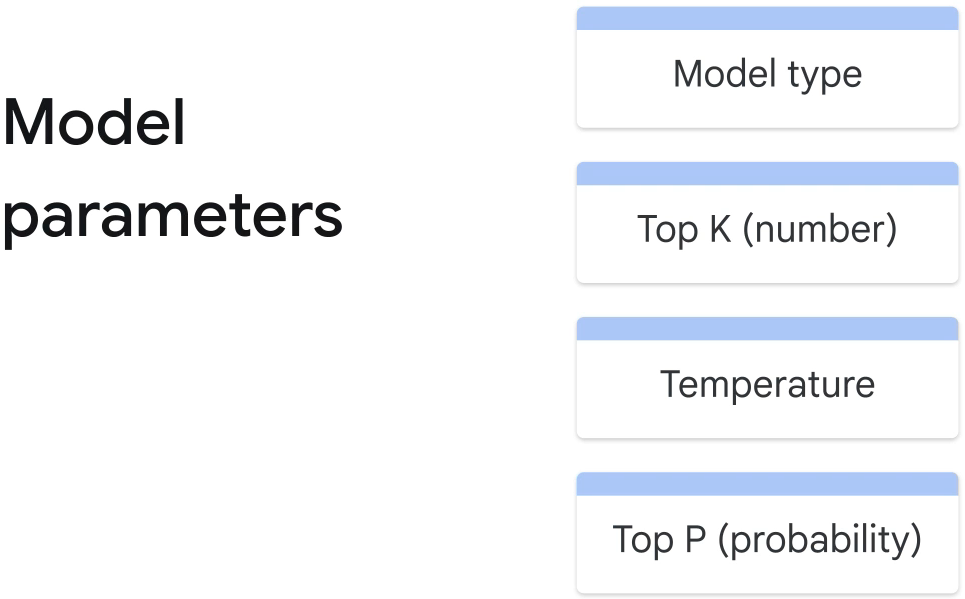 Model
parameters
Model type
Top K (number)
Temperature
Top P (probability)